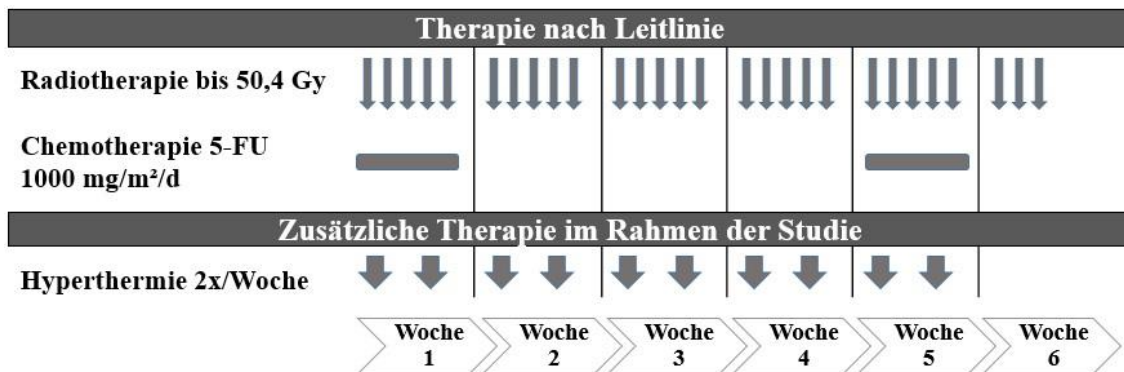 Therapie nach Leitlinie
Radiotherapie bis 50,4 Gy
Chemotherapie 5-FU
1000 mg/m²/d
Zusätzliche Therapie im Rahmen der Studie
Hyperthermie 2x/Woche
Woche 1
Woche 2
Woche 3
Woche 4
Woche 5
Woche 6